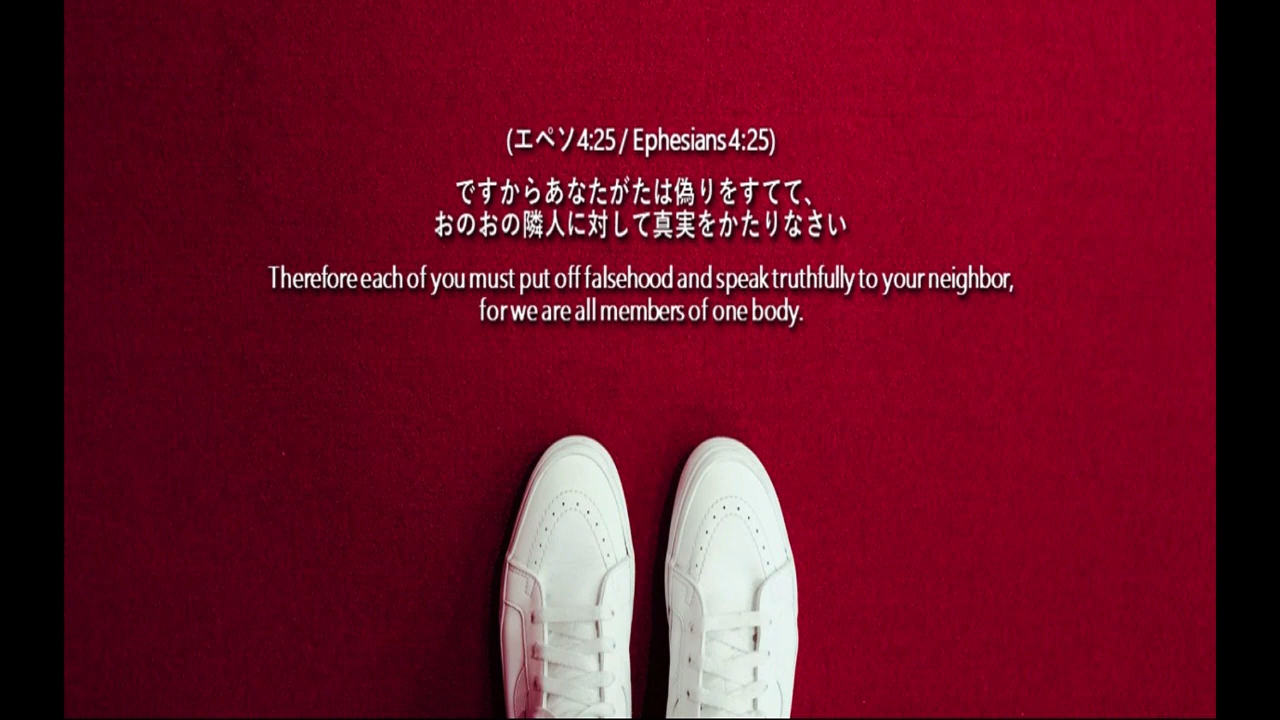 (エペソ4:25 / Ephesians 4:25)
ですからあなたがたは偽りをすてて、
おのおの隣人に対して真実をかたりなさい
Therefore each of you must put off falsehood and speak truthfully to your neighbor,
for we are all members of one body.